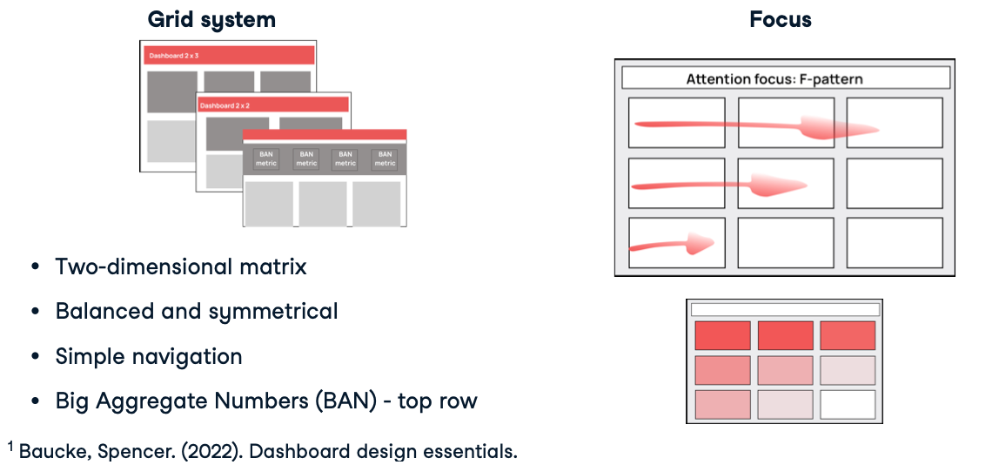 Grid system
Dashboard 2 x 3
Dashboard 2 x 2
BAN metric
BAN metric
BAN metric
BAN metric
• Two-dimensional matrix
• Balanced and symmetrical
• Simple navigation
• Big Aggregate Numbers (BAN) - top row
Focus
Attention focus: F-pattern
1 Baucke, Spencer. (2022). Dashboard design essentials.